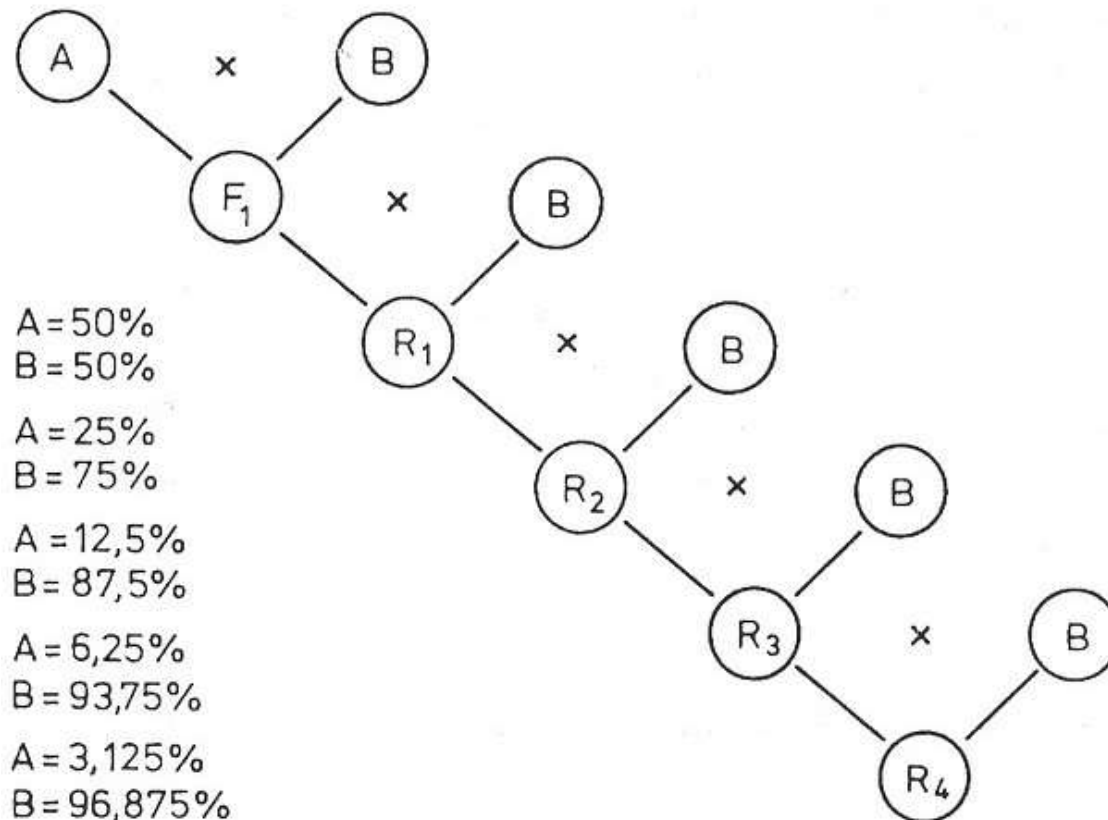 A × B
F₁ × B
R₁ × B
R₂ × B
R₃ × B
R₄
A = 50%
B = 50%
A = 25%
B = 75%
A = 12,5%
B = 87,5%
A = 6,25%
B = 93,75%
A = 3,125%
B = 96,875%